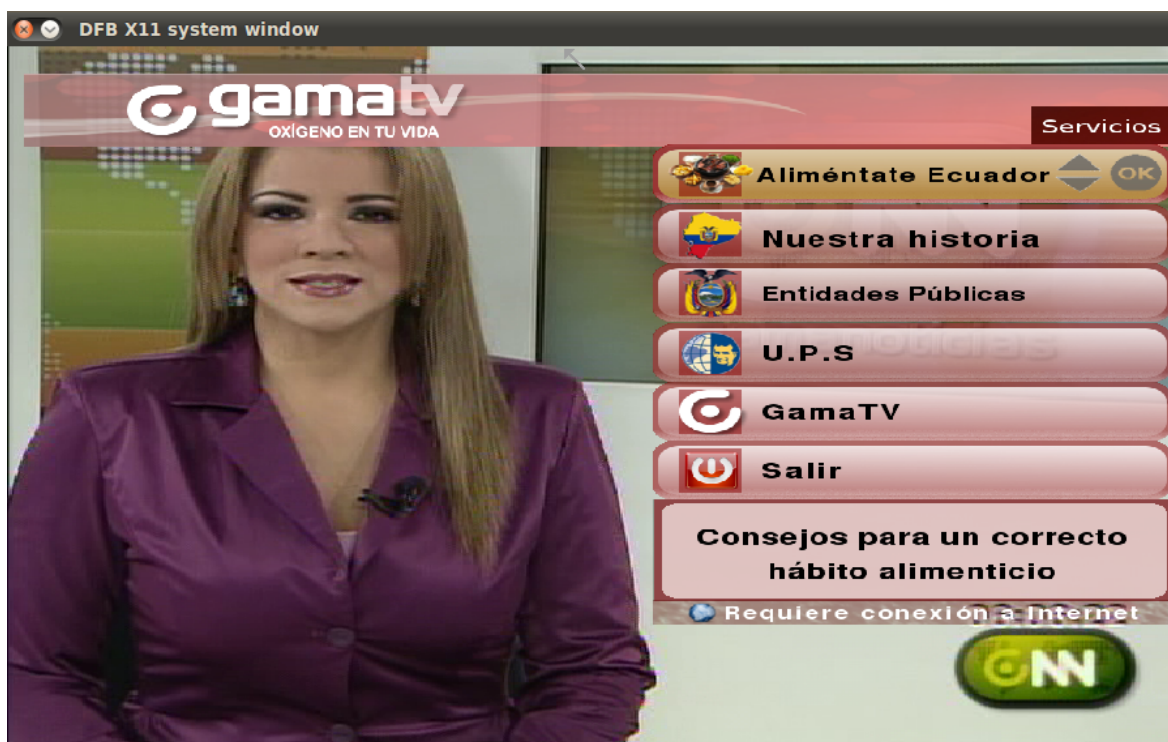 DFB X11 system window
gamatv
OXÍGENO EN TU VIDA
Servicios
Aliméntate Ecuador
OK
Nuestra historia
Entidades Públicas
U.P.S
GamaTV
Salir
Consejos para un correcto
hábito alimenticio
Requiere conexión a Internet
GNN